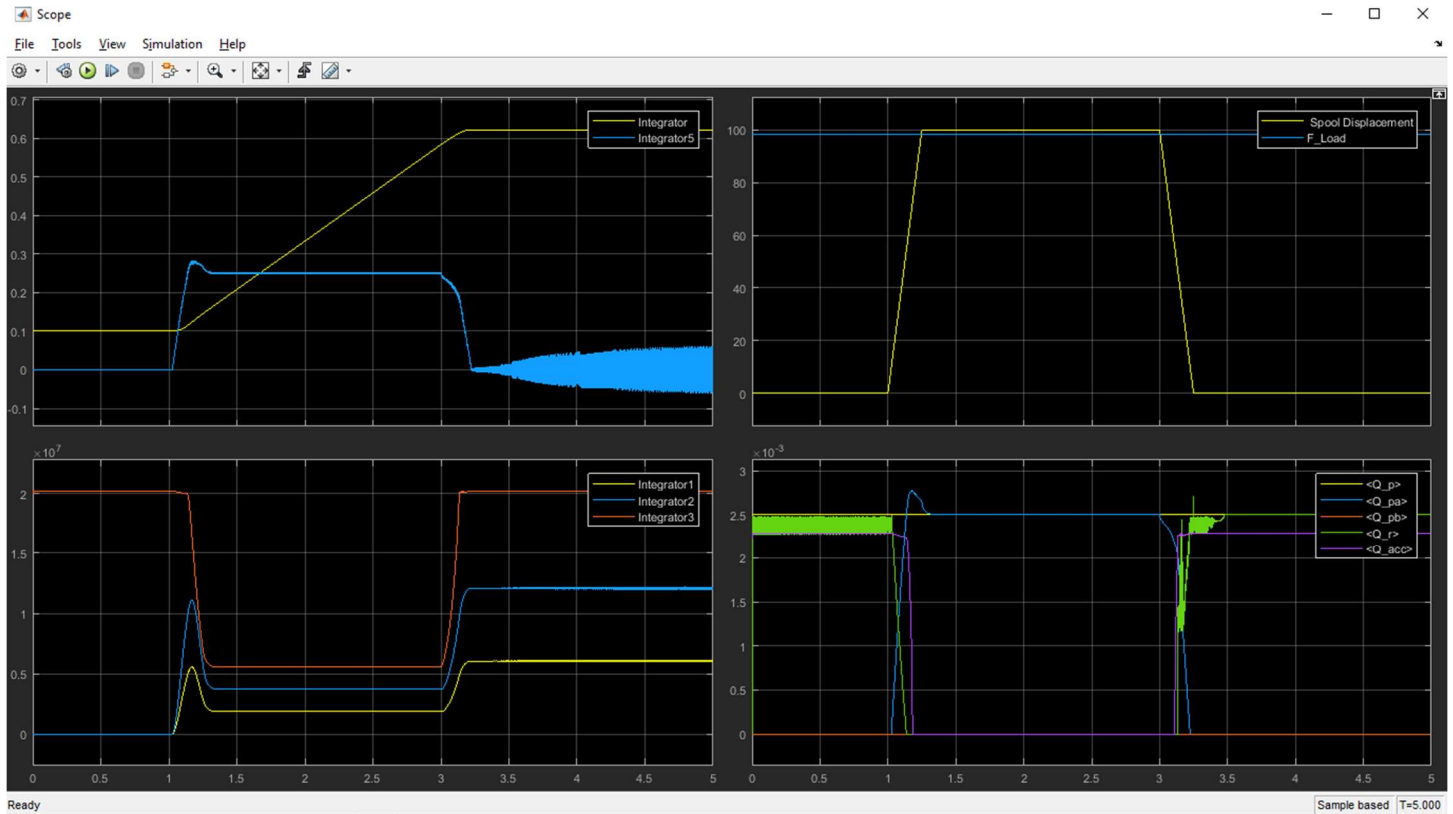 Scope
File Tools View Simulation Help
0.7
0.6
0.5
0.4
0.3
0.2
0.1
0
-0.1
Integrator
Integrator5
100
80
60
40
20
0
Spool Displacement
F_Load
×10^7
2
1.5
1
0.5
0
0 0.5 1 1.5 2 2.5 3 3.5 4 4.5 5
Integrator1
Integrator2
Integrator3
×10^-3
3
2.5
2
1.5
1
0.5
0
0 0.5 1 1.5 2 2.5 3 3.5 4 4.5 5
<Q_p>
<Q_pa>
<Q_pb>
<Q_r>
<Q_acc>
Ready
Sample based T=5.000